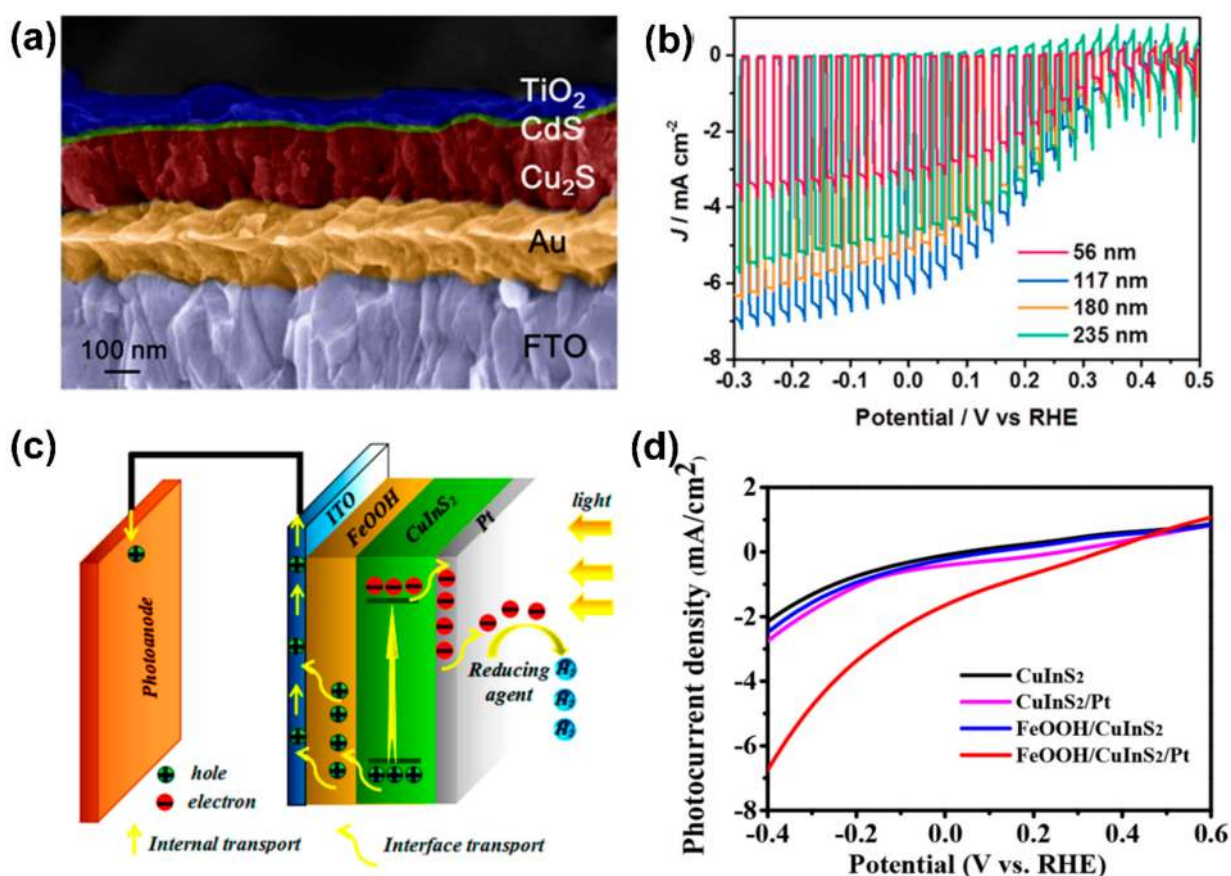 (a)
TiO₂
CdS
Cu₂S
Au
FTO
100 nm
(b)
J / mA cm⁻²
0
-2
-4
-6
-8
56 nm
117 nm
180 nm
235 nm
-0.3 -0.2 -0.1 0.0 0.1 0.2 0.3 0.4 0.5
Potential / V vs RHE
(c)
Photoanode
ITO
FeOOH
CuInS₂
Pt
light
Reducing
agent
H₂
H₂
H₂
hole
electron
Internal transport
Interface transport
(d)
Photocurrent density (mA/cm²)
2
0
-2
-4
-6
-8
CuInS₂
CuInS₂/Pt
FeOOH/CuInS₂
FeOOH/CuInS₂/Pt
-0.4 -0.2 0.0 0.2 0.4 0.6
Potential (V vs. RHE)